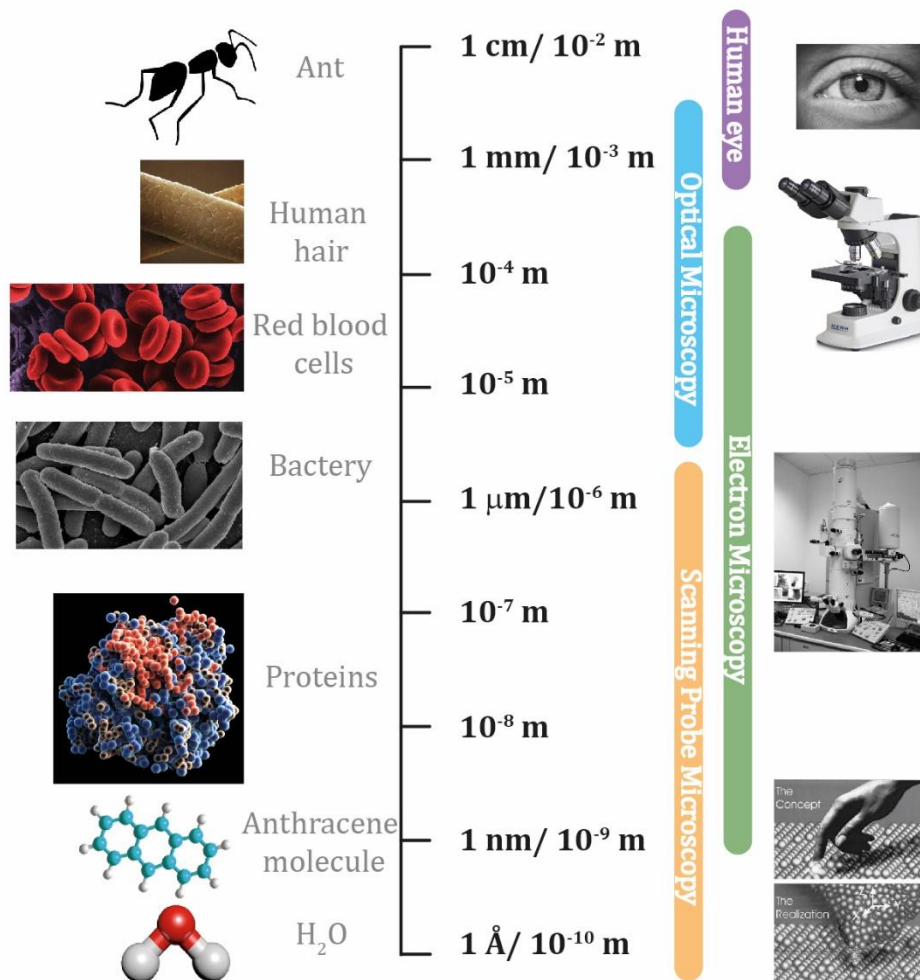 Ant
1 cm/ 10⁻² m
Human eye
1 mm/ 10⁻³ m
Optical Microscopy
Human
hair
10⁻⁴ m
Red blood
cells
10⁻⁵ m
Electron Microscopy
Bactery
1 μm/10⁻⁶ m
Scanning Probe Microscopy
10⁻⁷ m
Proteins
10⁻⁸ m
Anthracene
molecule
1 nm/ 10⁻⁹ m
The
Concept
H₂O
1 Å/ 10⁻¹⁰ m
The
Realization
X
Z
Y